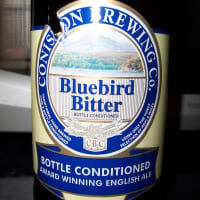 CONISTON BREWING CO.
Bluebird
Bitter
BOTTLE CONDITIONED
CBC
BOTTLE CONDITIONED
AWARD WINNING ENGLISH ALE